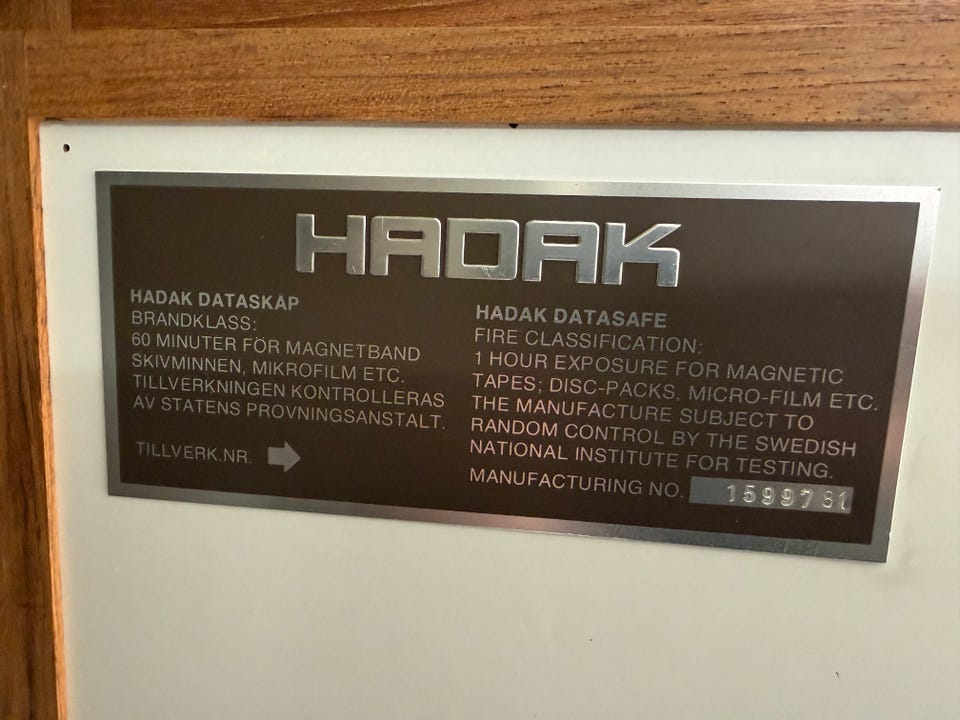 HADAK
HADAK DATASKÅP
BRANDKLASS:
60 MINUTER FÖR MAGNETBAND
SKIVMINNEN, MIKROFILM ETC.
TILLVERKNINGEN KONTROLLERAS
AV STATENS PROVNINGSANSTALT.
TILLVERK.NR.
HADAK DATASAFE
FIRE CLASSIFICATION:
1 HOUR EXPOSURE FOR MAGNETIC
TAPES; DISC-PACKS, MICRO-FILM ETC.
THE MANUFACTURE SUBJECT TO
RANDOM CONTROL BY THE SWEDISH
NATIONAL INSTITUTE FOR TESTING.
MANUFACTURING NO. 1599781